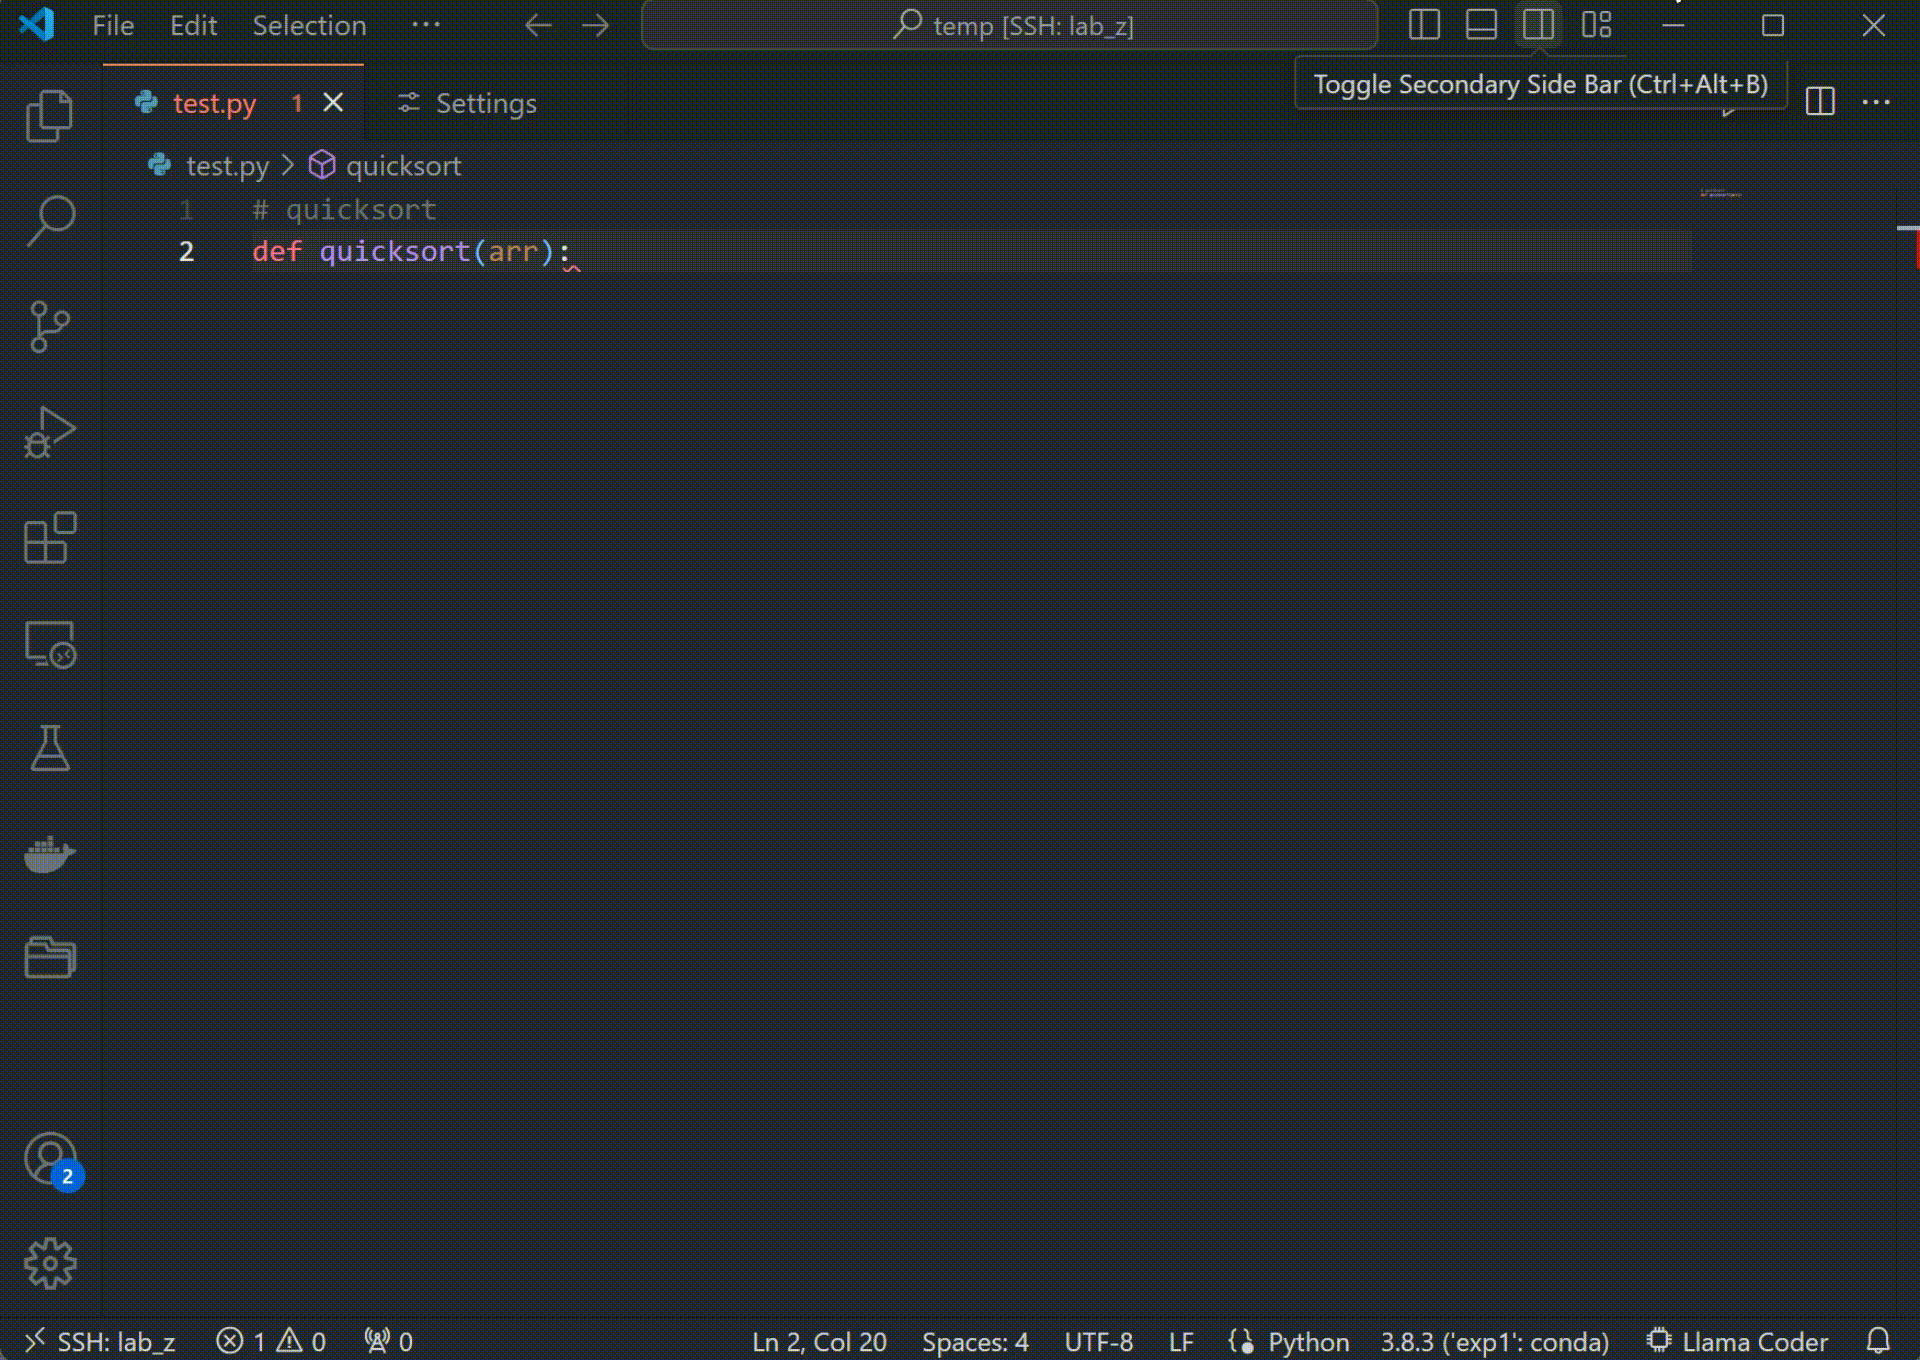 File Edit Selection ··· temp [SSH: lab_z]
Toggle Secondary Side Bar (Ctrl+Alt+B)
test.py 1 Settings
test.py > quicksort
1 # quicksort
2 def quicksort(arr):
2
SSH: lab_z 1 0 0 Ln 2, Col 20 Spaces: 4 UTF-8 LF {} Python 3.8.3 ('exp1': conda) Llama Coder